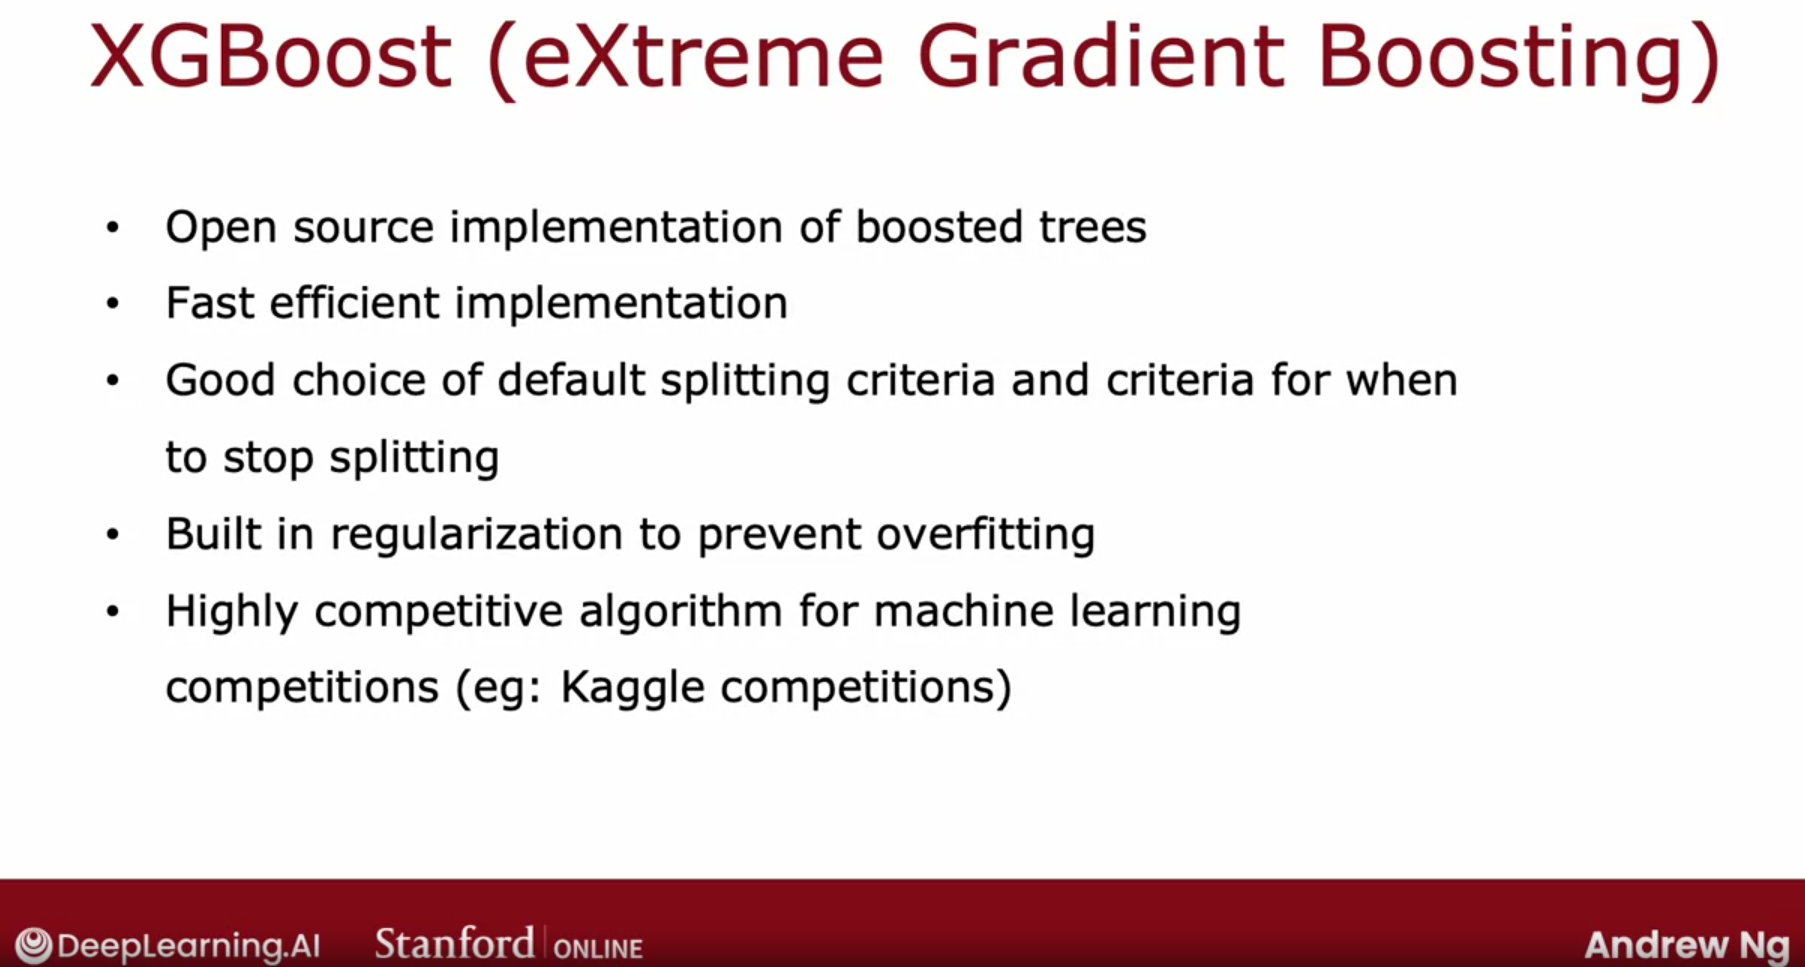 XGBoost (eXtreme Gradient Boosting)
• Open source implementation of boosted trees
• Fast efficient implementation
• Good choice of default splitting criteria and criteria for when
to stop splitting
• Built in regularization to prevent overfitting
• Highly competitive algorithm for machine learning
competitions (eg: Kaggle competitions)
DeepLearning.AI Stanford ONLINE Andrew Ng